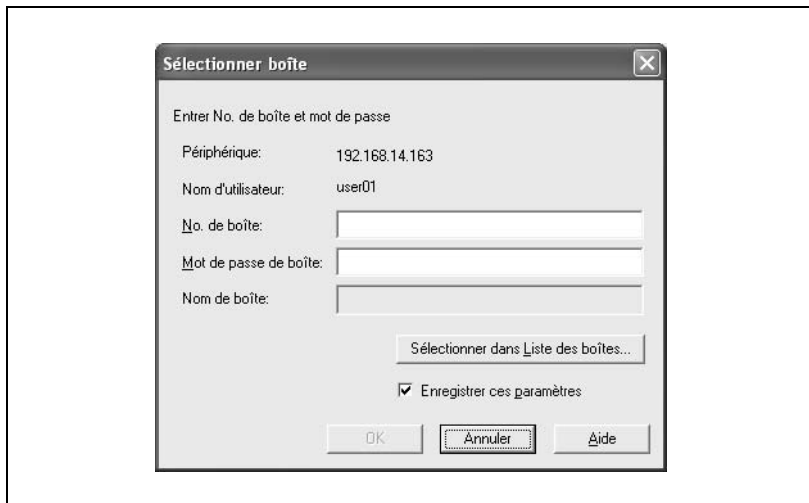 Sélectionner boîte
Entrer No. de boîte et mot de passe
Périphérique: 192.168.14.163
Nom d'utilisateur: user01
No. de boîte:
Mot de passe de boîte:
Nom de boîte:
Sélectionner dans Liste des boîtes...
Enregistrer ces paramètres
OK Annuler Aide